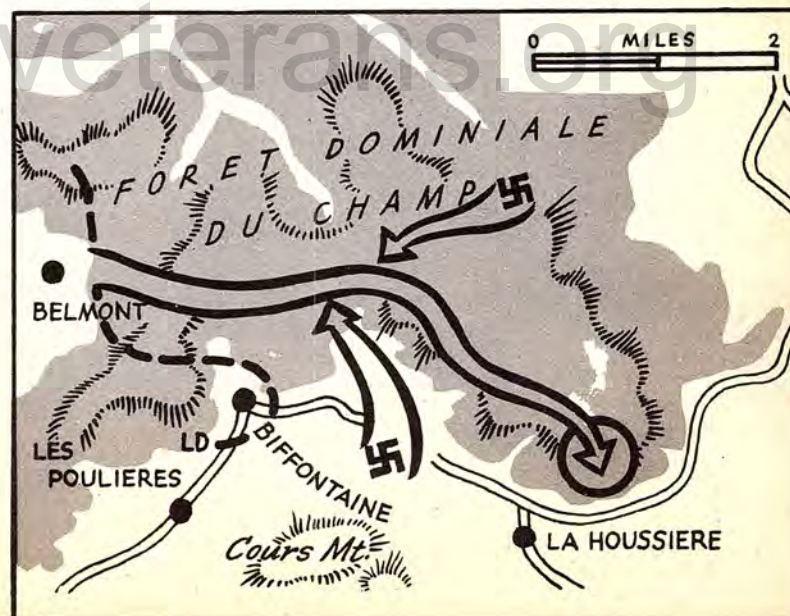 veterans.org
0 MILES 2
FORET DOMINIALE
DU CHAMP
BELMONT
LES
POULIERES
LD
BIFFONTAINE
Cours Mt.
LA HOUSSIERE